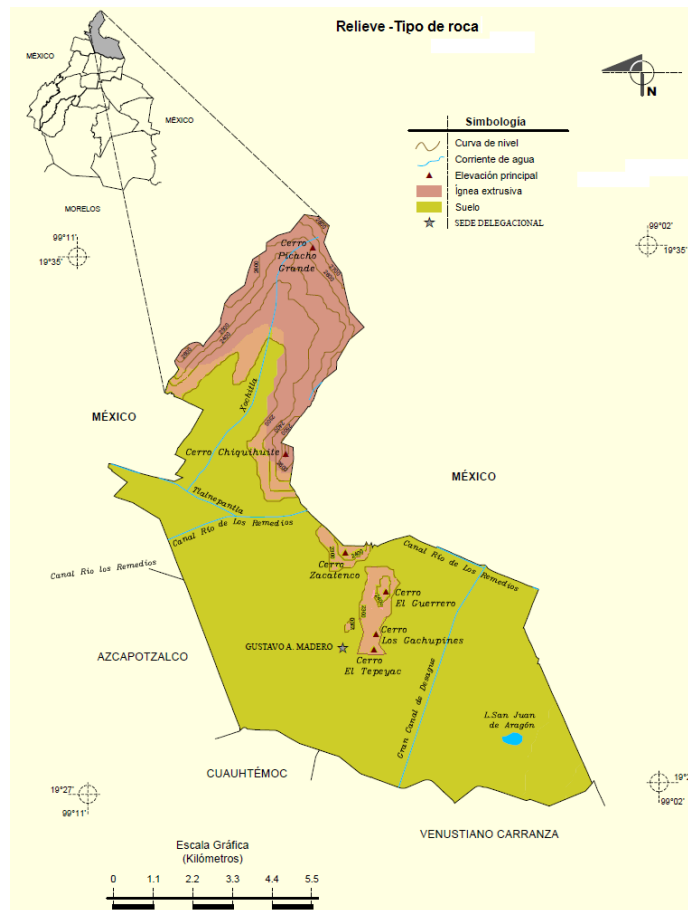 Relieve -Tipo de roca
MÉXICO
MÉXICO
MORELOS
N
Simbología
Curva de nivel
Corriente de agua
Elevación principal
Ígnea extrusiva
Suelo
SEDE DELEGACIONAL
99°11'
19°35'
99°02'
19°35'
Cerro
Picacho
Grande
Xochitla
MÉXICO
Cerro Chiquihuite
MÉXICO
Tlalnepantla
Canal Río de Los Remedios
Canal Río de Los Remedios
Canal Río los Remedios
Cerro
Zacatenco
Cerro
El Guerrero
Cerro
Los Gachupines
GUSTAVO A. MADERO
Cerro
El Tepeyac
AZCAPOTZALCO
Gran Canal de Desague
L.San Juan
de Aragón
CUAUHTÉMOC
19°27'
99°11'
99°02'
VENUSTIANO CARRANZA
Escala Gráfica
(Kilómetros)
0 1.1 2.2 3.3 4.4 5.5